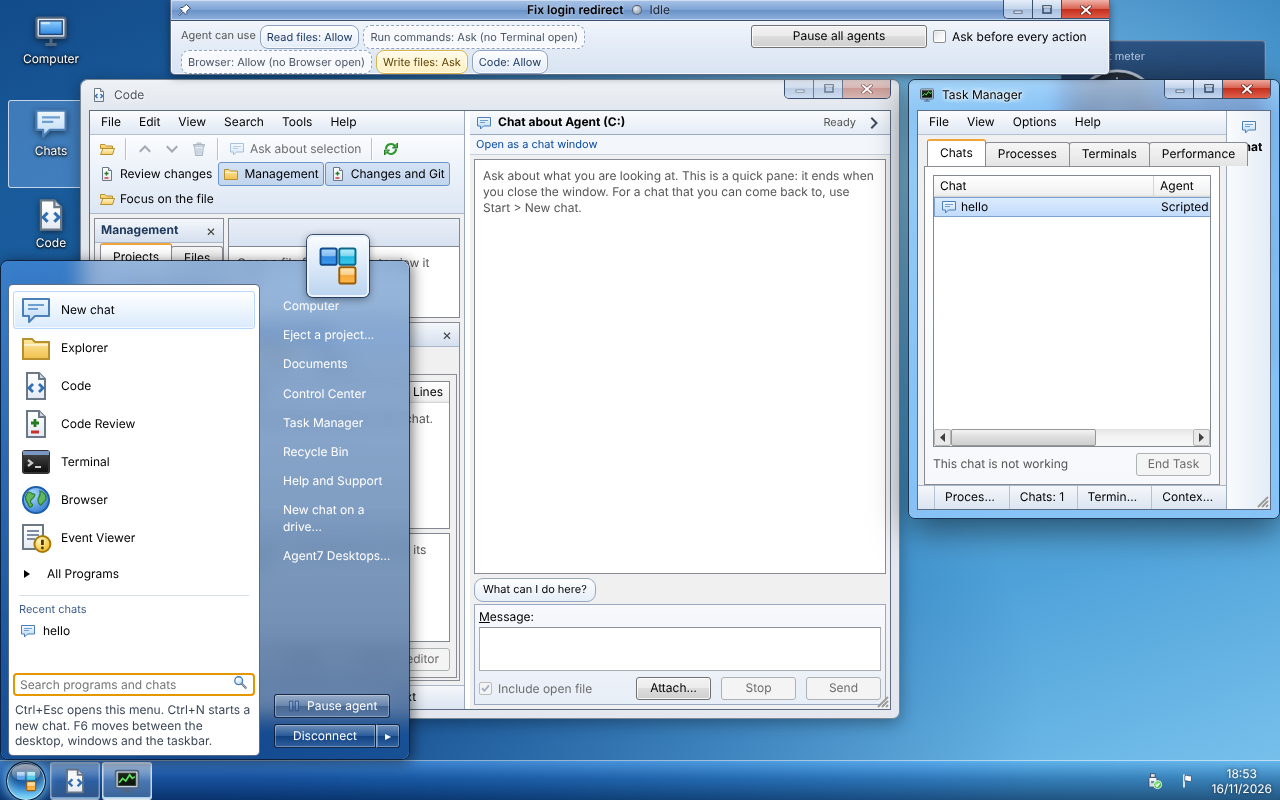 Fix login redirect Idle
Agent can use Read files: Allow Run commands: Ask (no Terminal open)
Browser: Allow (no Browser open) Write files: Ask Code: Allow
Pause all agents Ask before every action
Computer
Chats
Code
meter
Code
File Edit View Search Tools Help
Ask about selection
Review changes Management Changes and Git
Focus on the file
Management
Projects Files
Lines
chat.
its
editor
Chat about Agent (C:) Ready
Open as a chat window
Ask about what you are looking at. This is a quick pane: it ends when
you close the window. For a chat that you can come back to, use
Start > New chat.
What can I do here?
Message:
Include open file Attach... Stop Send
Task Manager
File View Options Help
Chats Processes Terminals Performance
Chat Agent
hello Scripted
This chat is not working End Task
Proces... Chats: 1 Termin... Contex...
New chat
Explorer
Code
Code Review
Terminal
Browser
Event Viewer
All Programs
Recent chats
hello
Search programs and chats
Ctrl+Esc opens this menu. Ctrl+N starts a
new chat. F6 moves between the
desktop, windows and the taskbar.
Computer
Eject a project...
Documents
Control Center
Task Manager
Recycle Bin
Help and Support
New chat on a
drive...
Agent7 Desktops...
Pause agent
Disconnect
18:53
16/11/2026